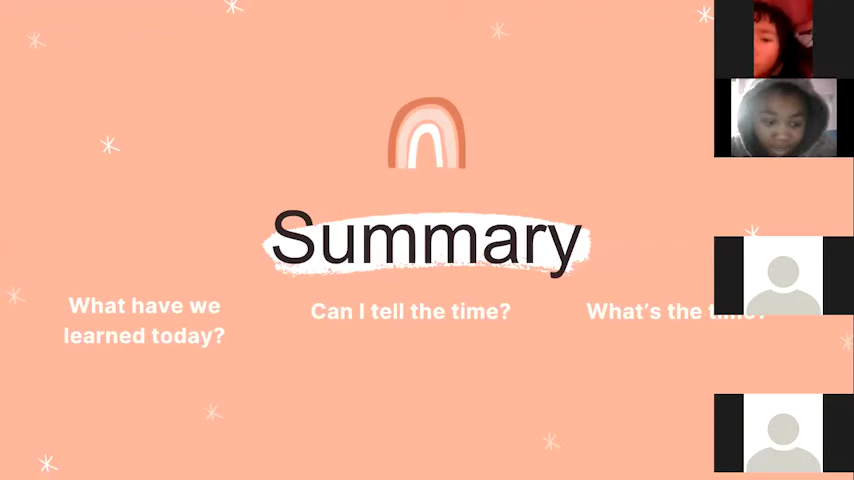 Summary
What have we
learned today?
Can I tell the time?
What's the